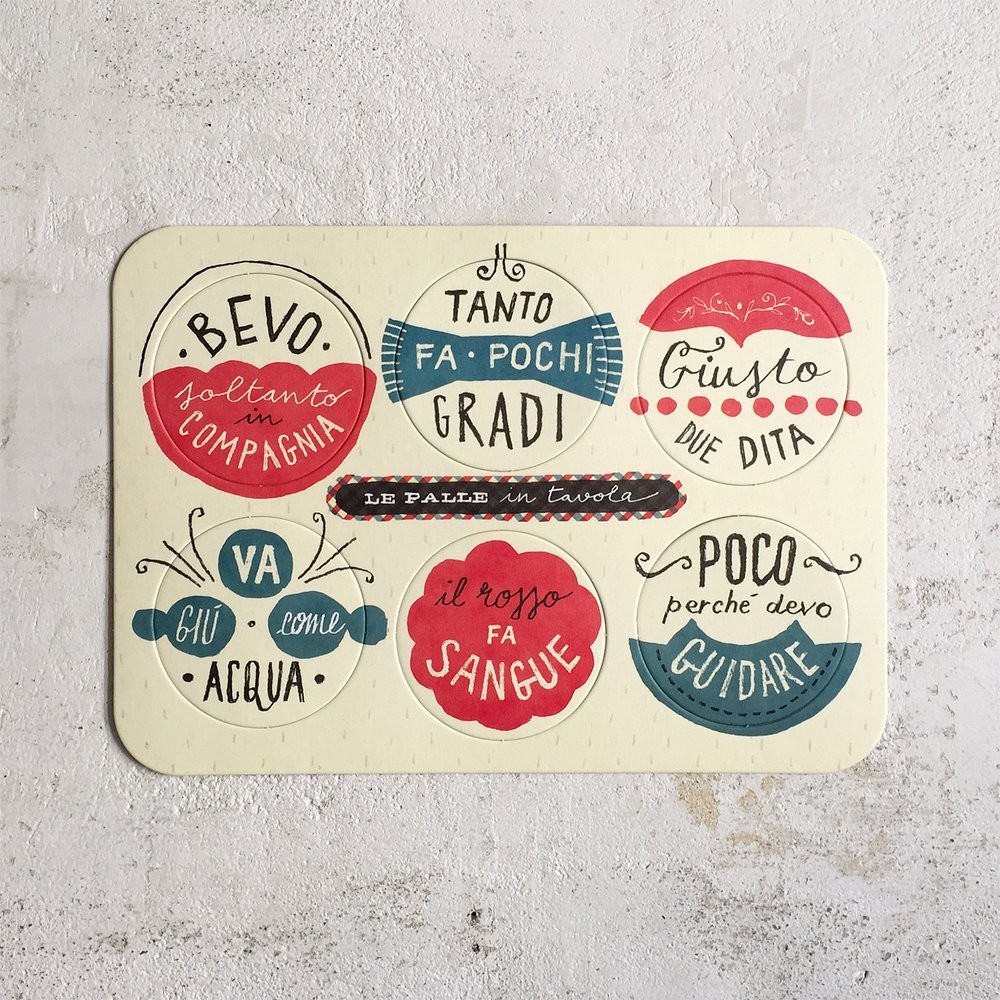 BEVO
soltanto
in
COMPAGNIA
TANTO
FA · POCHI
GRADI
Giusto
DUE DITA
LE PALLE in tavola
VA
GIÚ · come
· ACQUA ·
il rosso
FA
SANGUE
POCO
perché devo
GUIDARE